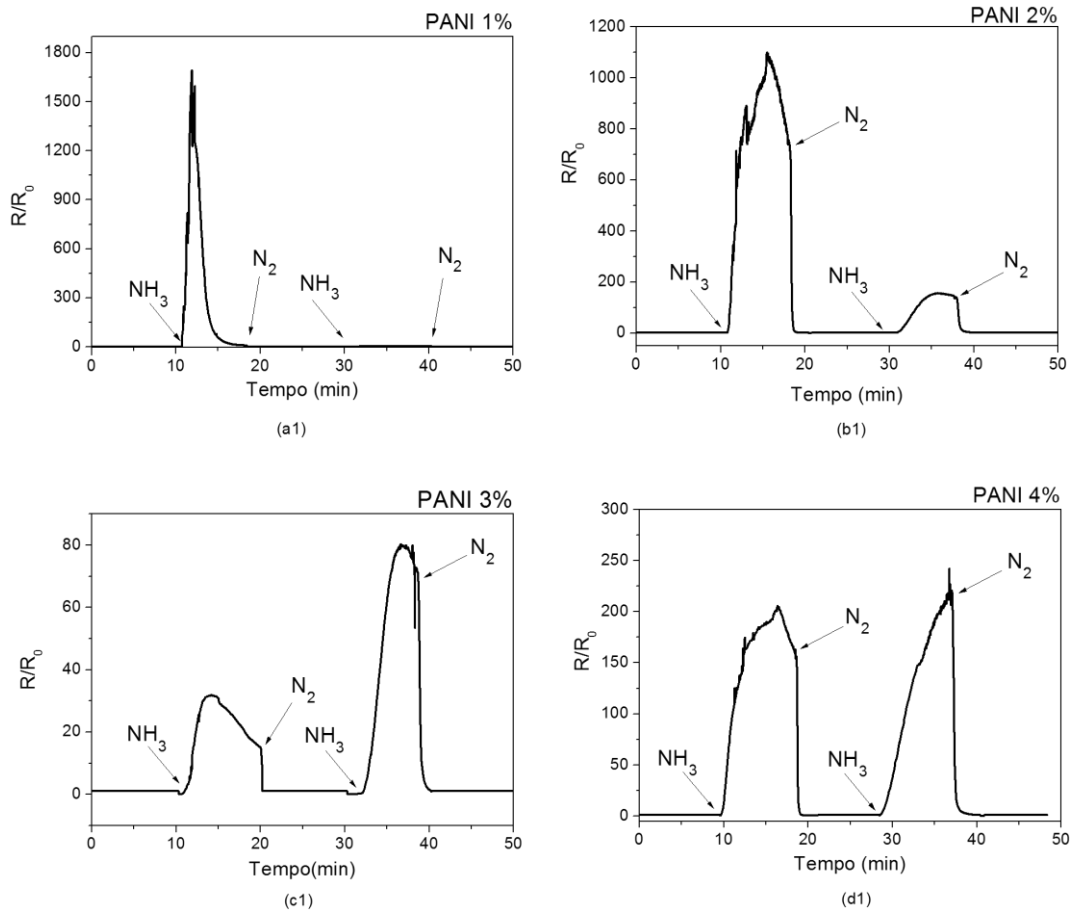 PANI 1%
1800
1500
1200
900
600
300
0
R/R₀
NH₃
N₂
NH₃
N₂
0 10 20 30 40 50
Tempo (min)
(a1)
PANI 2%
1200
1000
800
600
400
200
0
R/R₀
N₂
NH₃
NH₃
N₂
0 10 20 30 40 50
Tempo (min)
(b1)
PANI 3%
80
60
40
20
0
R/R₀
N₂
NH₃
N₂
NH₃
0 10 20 30 40 50
Tempo(min)
(c1)
PANI 4%
300
250
200
150
100
50
0
R/R₀
N₂
N₂
NH₃
NH₃
0 10 20 30 40 50 60
Tempo (min)
(d1)